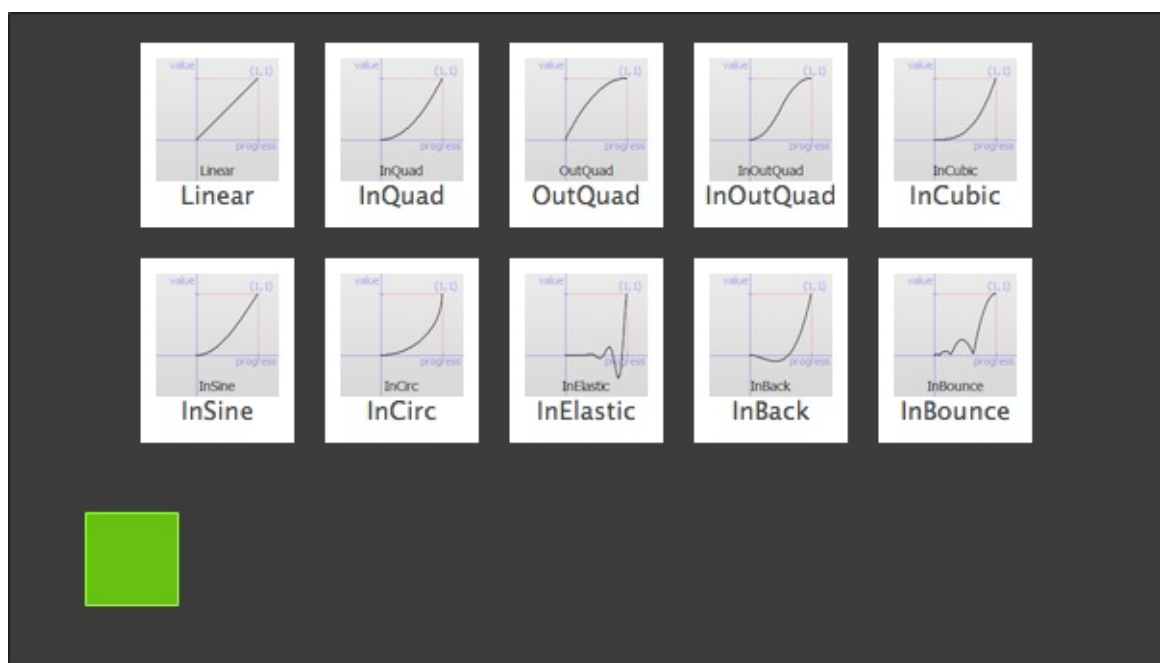 value (1,1) value (1,1) value (1,1) value (1,1) value (1,1)
progress progress progress progress progress
Linear InQuad OutQuad InOutQuad InCubic
Linear InQuad OutQuad InOutQuad InCubic
value (1,1) value (1,1) value (1,1) value (1,1) value (1,1)
progress progress progress progress progress
InSine InCirc InElastic InBack InBounce
InSine InCirc InElastic InBack InBounce